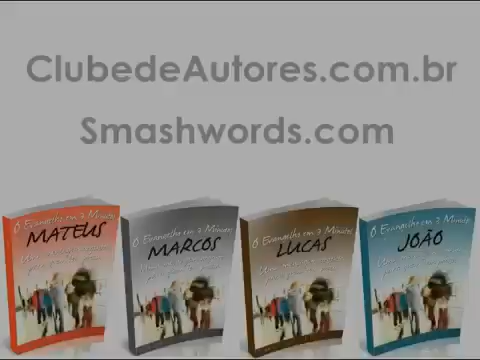 ClubedeAutores.com.br
Smashwords.com
O Evangelho em 3 Minutos
MATEUS
O Evangelho em 3 Minutos
MARCOS
O Evangelho em 3 Minutos
LUCAS
O Evangelho em 3 Minutos
JOÃO